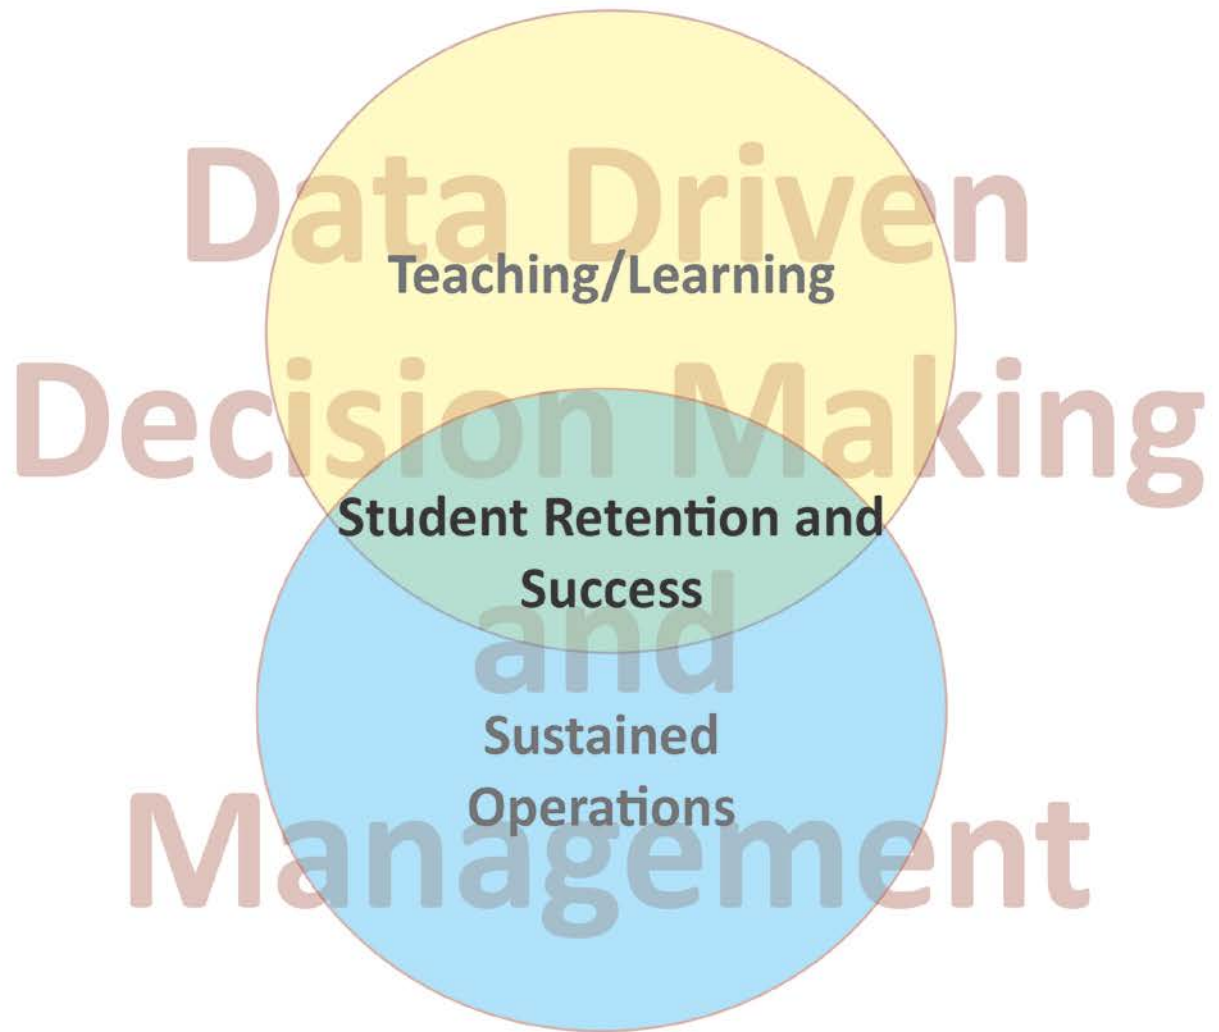 Data Driven
Teaching/Learning
Decision Making
Student Retention and
Success
and
Sustained
Operations
Management